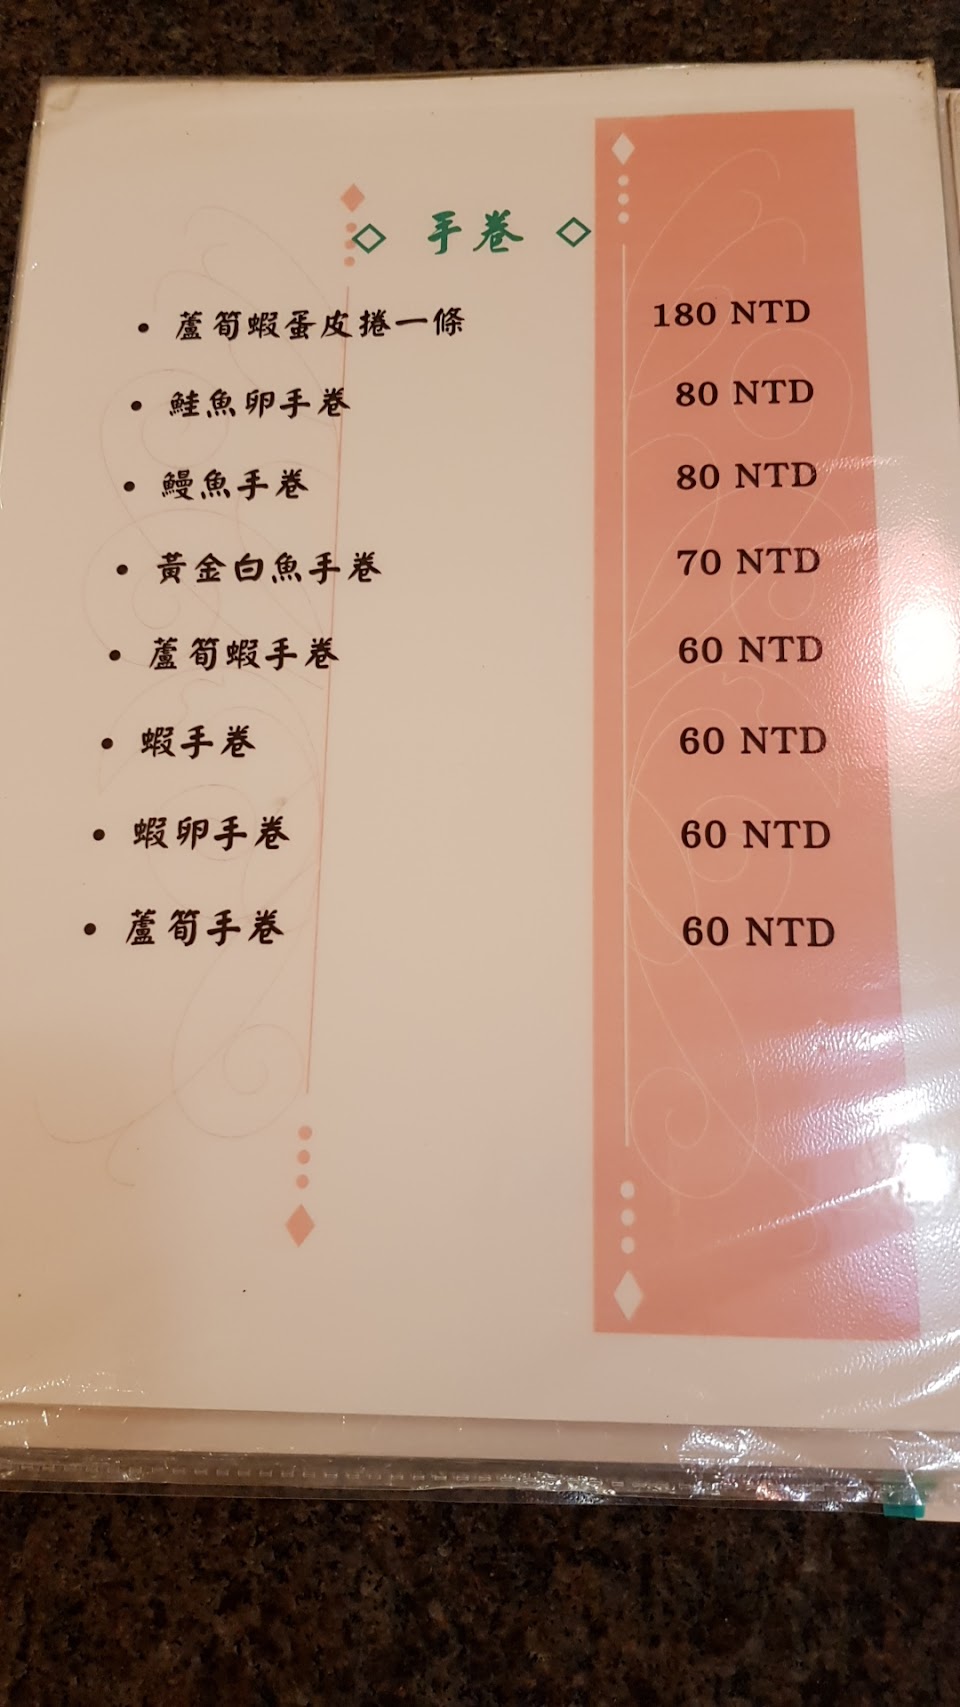 手卷
蘆筍蝦蛋皮捲一條 180 NTD
鮭魚卵手卷 80 NTD
鰻魚手卷 80 NTD
黃金白魚手卷 70 NTD
蘆筍蝦手卷 60 NTD
蝦手卷 60 NTD
蝦卵手卷 60 NTD
蘆筍手卷 60 NTD